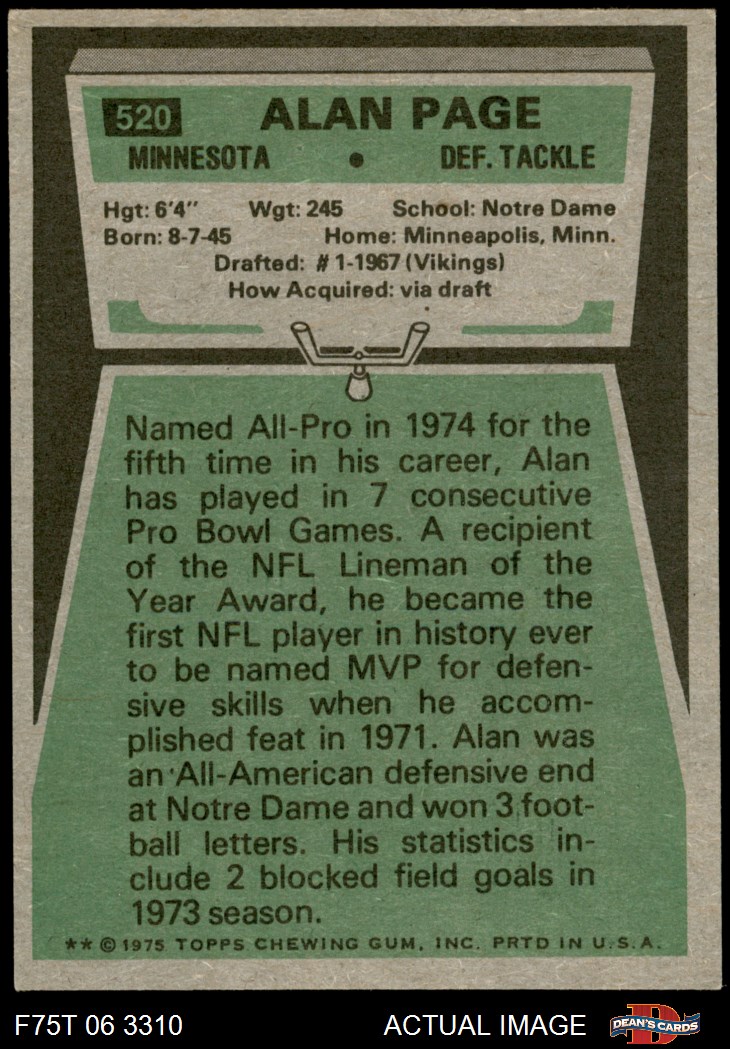 520 ALAN PAGE
MINNESOTA • DEF. TACKLE
Hgt: 6'4" Wgt: 245 School: Notre Dame
Born: 8-7-45 Home: Minneapolis, Minn.
Drafted: #1-1967 (Vikings)
How Acquired: via draft
Named All-Pro in 1974 for the
fifth time in his career, Alan
has played in 7 consecutive
Pro Bowl Games. A recipient
of the NFL Lineman of the
Year Award, he became the
first NFL player in history ever
to be named MVP for defen-
sive skills when he accom-
plished feat in 1971. Alan was
an All-American defensive end
at Notre Dame and won 3 foot-
ball letters. His statistics in-
clude 2 blocked field goals in
1973 season.
** © 1975 TOPPS CHEWING GUM, INC. PRTD IN U.S.A.
F75T 06 3310 ACTUAL IMAGE DEAN'S CARDS